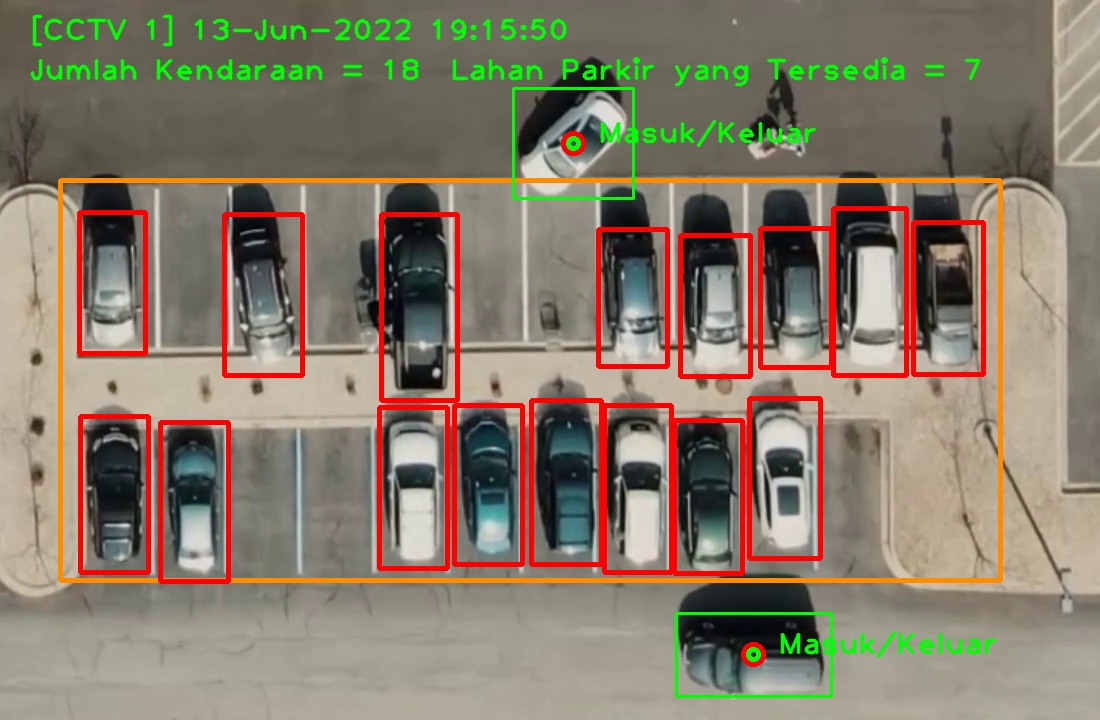 [CCTV 1] 13-Jun-2022 19:15:50
Jumlah Kendaraan = 18 Lahan Parkir yang Tersedia = 7
Masuk/Keluar
Masuk/Keluar